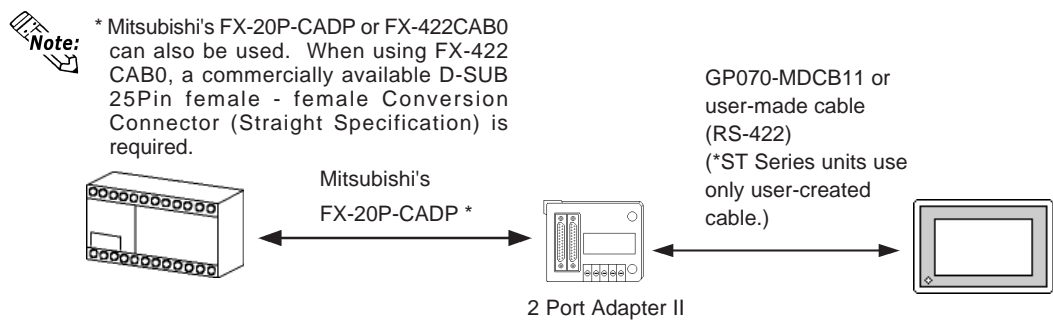 Note:
* Mitsubishi's FX-20P-CADP or FX-422CAB0
can also be used. When using FX-422
CAB0, a commercially available D-SUB
25Pin female - female Conversion
Connector (Straight Specification) is
required.
Mitsubishi's
FX-20P-CADP *
GP070-MDCB11 or
user-made cable
(RS-422)
(*ST Series units use
only user-created
cable.)
2 Port Adapter II